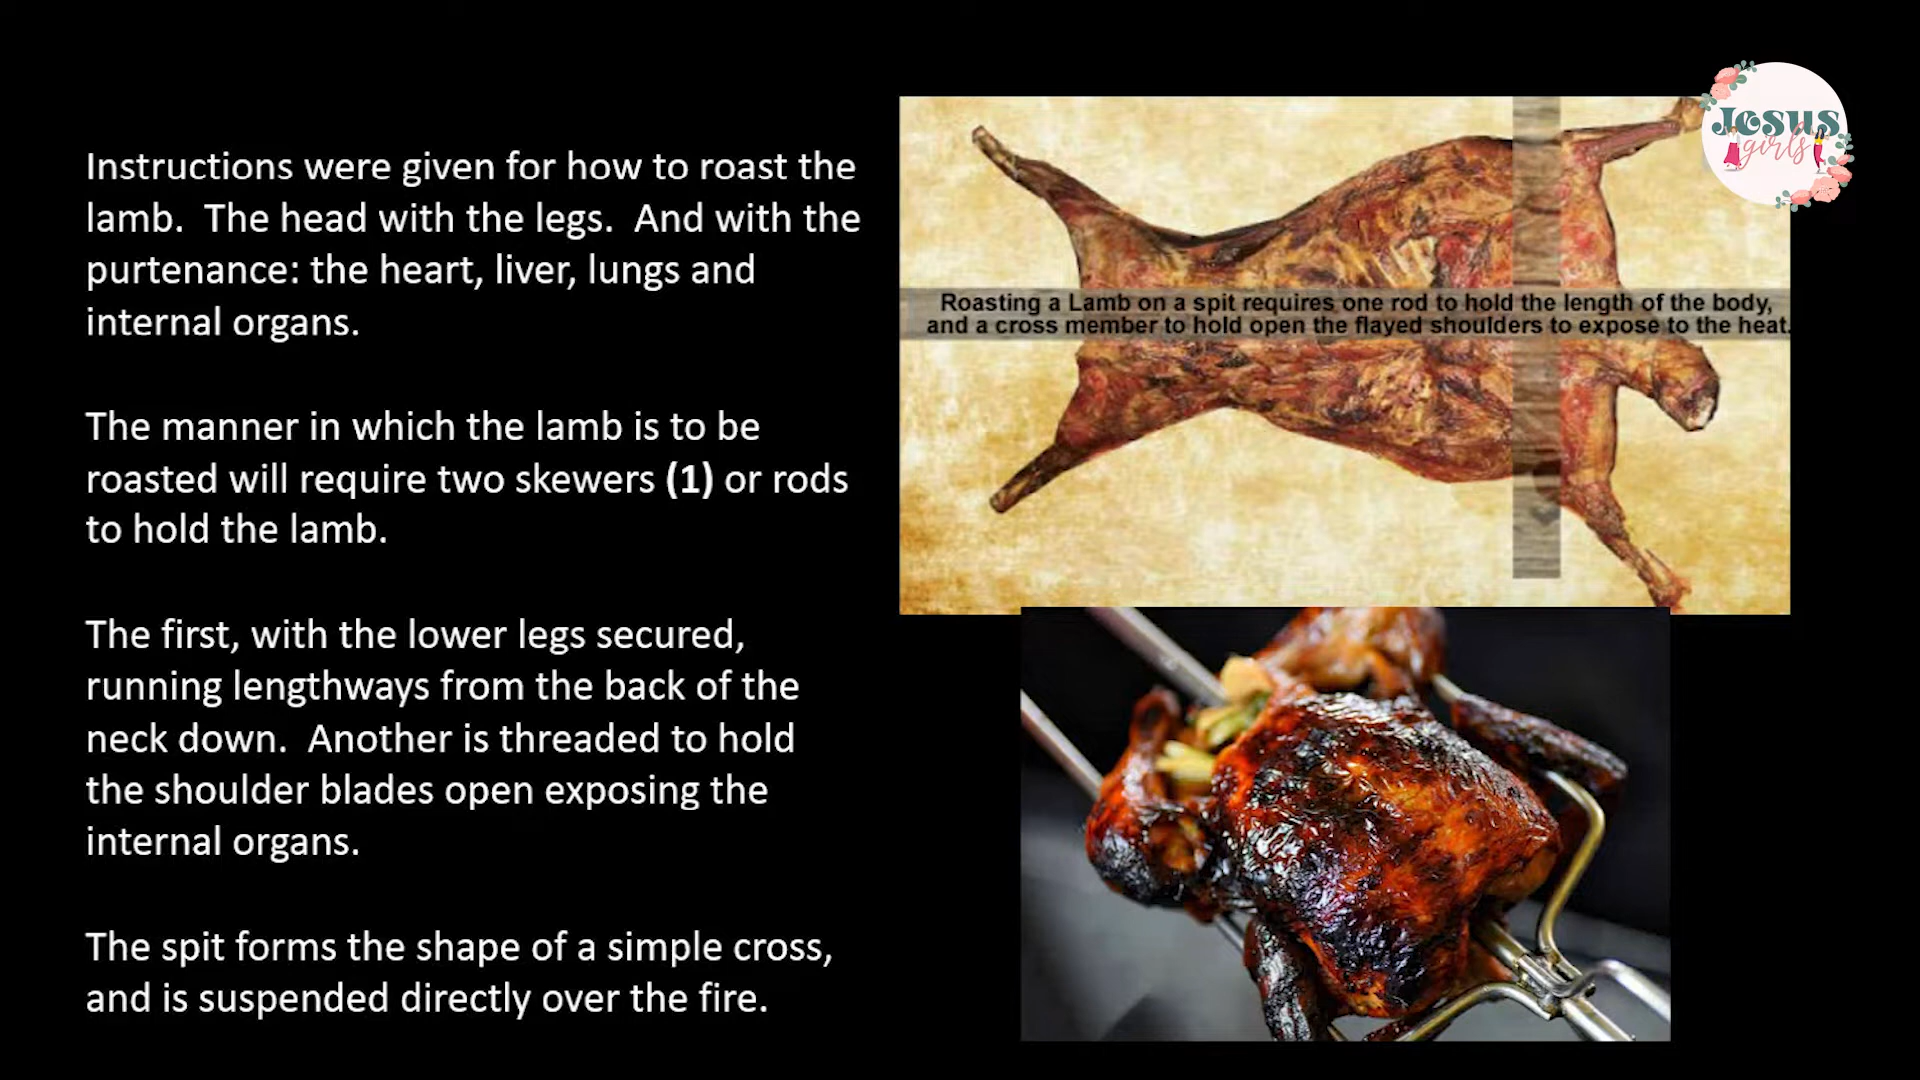 Instructions were given for how to roast the
lamb.  The head with the legs.  And with the
purtenance: the heart, liver, lungs and
internal organs.
The manner in which the lamb is to be
roasted will require two skewers (1) or rods
to hold the lamb.
The first, with the lower legs secured,
running lengthways from the back of the
neck down.  Another is threaded to hold
the shoulder blades open exposing the
internal organs.
The spit forms the shape of a simple cross,
and is suspended directly over the fire.
Roasting a Lamb on a spit requires one rod to hold the length of the body,
and a cross member to hold open the flayed shoulders to expose to the heat.
Jesus
girls